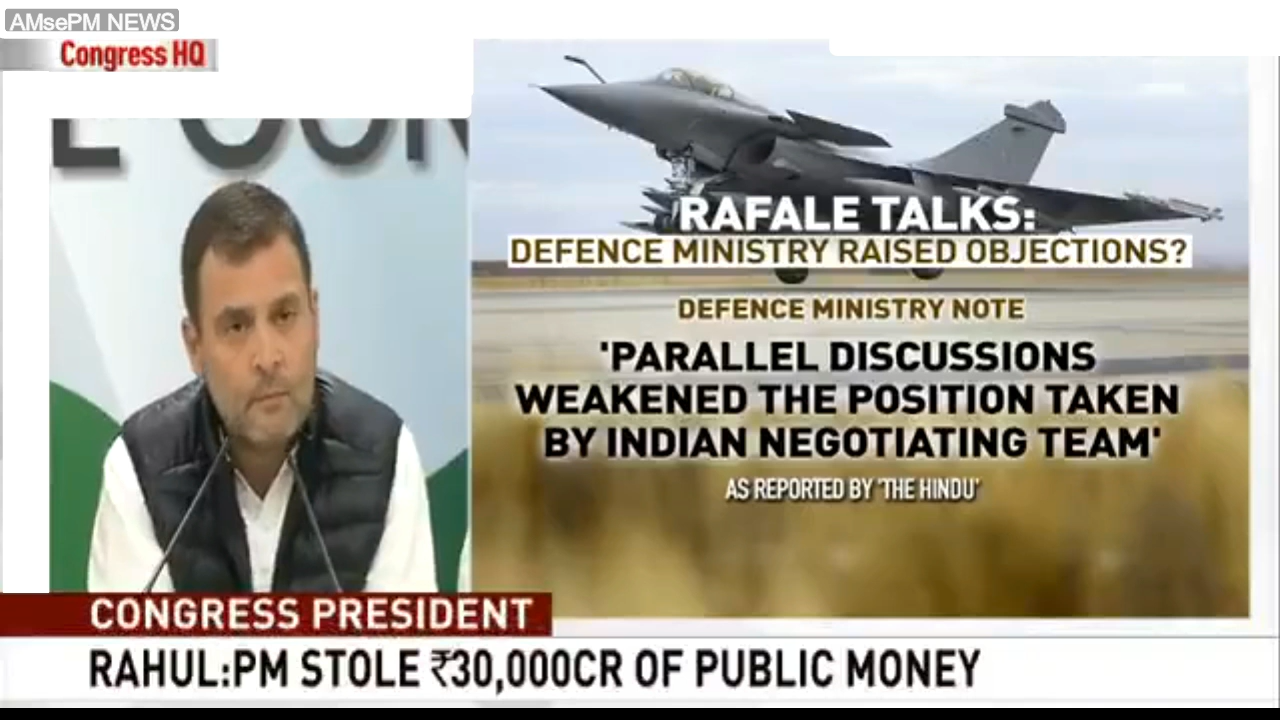 AMsePM NEWS
Congress HQ
E CON
RAFALE TALKS:
DEFENCE MINISTRY RAISED OBJECTIONS?
DEFENCE MINISTRY NOTE
'PARALLEL DISCUSSIONS
WEAKENED THE POSITION TAKEN
BY INDIAN NEGOTIATING TEAM'
AS REPORTED BY 'THE HINDU'
CONGRESS PRESIDENT
RAHUL:PM STOLE ₹30,000CR OF PUBLIC MONEY